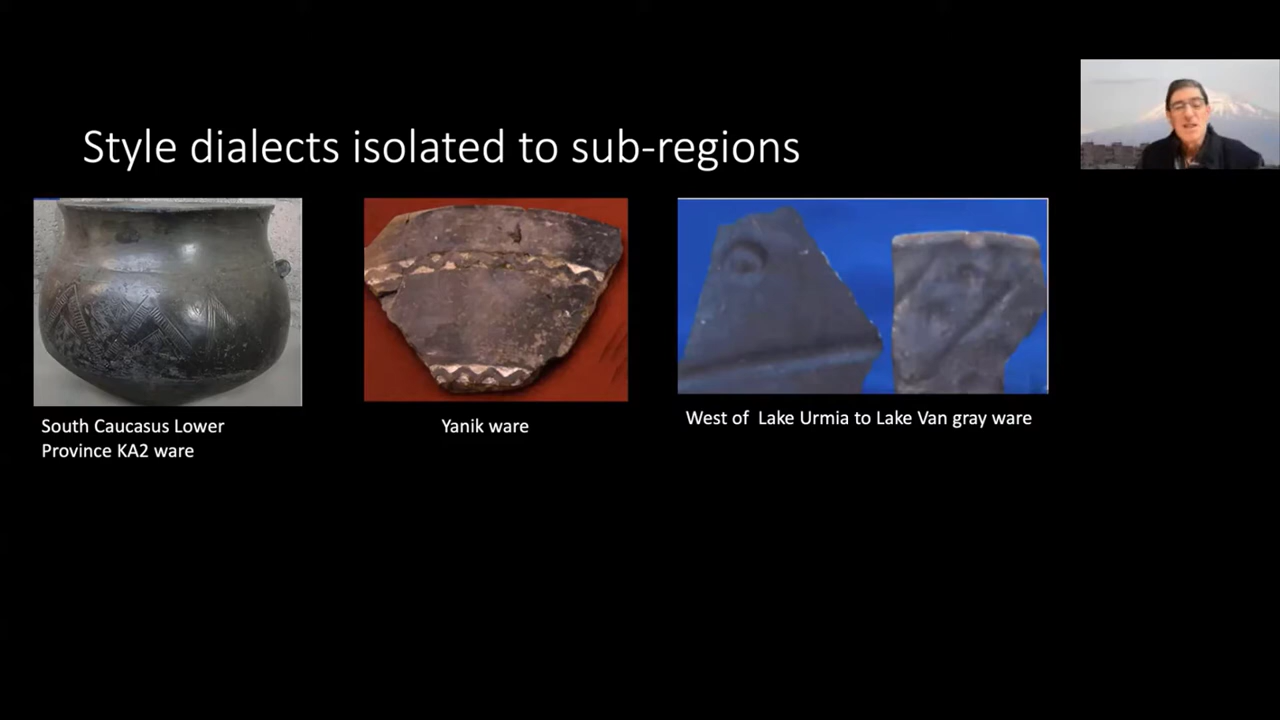 Style dialects isolated to sub-regions
South Caucasus Lower
Province KA2 ware
Yanik ware
West of Lake Urmia to Lake Van gray ware